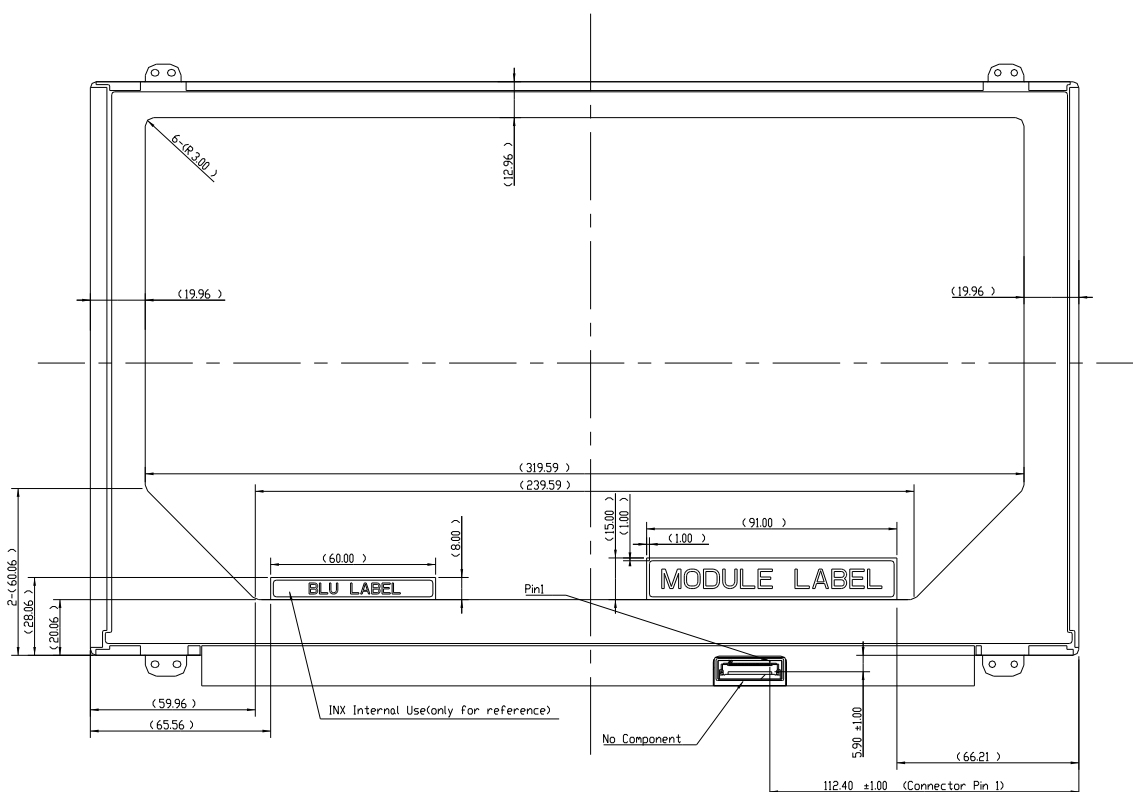 6-(R 3.00 )
(12.96 )
(19.96 )
(19.96 )
(319.59 )
(239.59 )
2-(60.06 )
(28.06 )
(20.06 )
(60.00 )
(8.00 )
BLU LABEL
(15.00 )
(1.00 )
(91.00 )
(1.00 )
MODULE LABEL
Pin1
(59.96 )
(65.56 )
INX Internal Use(only for reference)
No Component
5.90 ±1.00
(66.21 )
112.40 ±1.00 (Connector Pin 1)